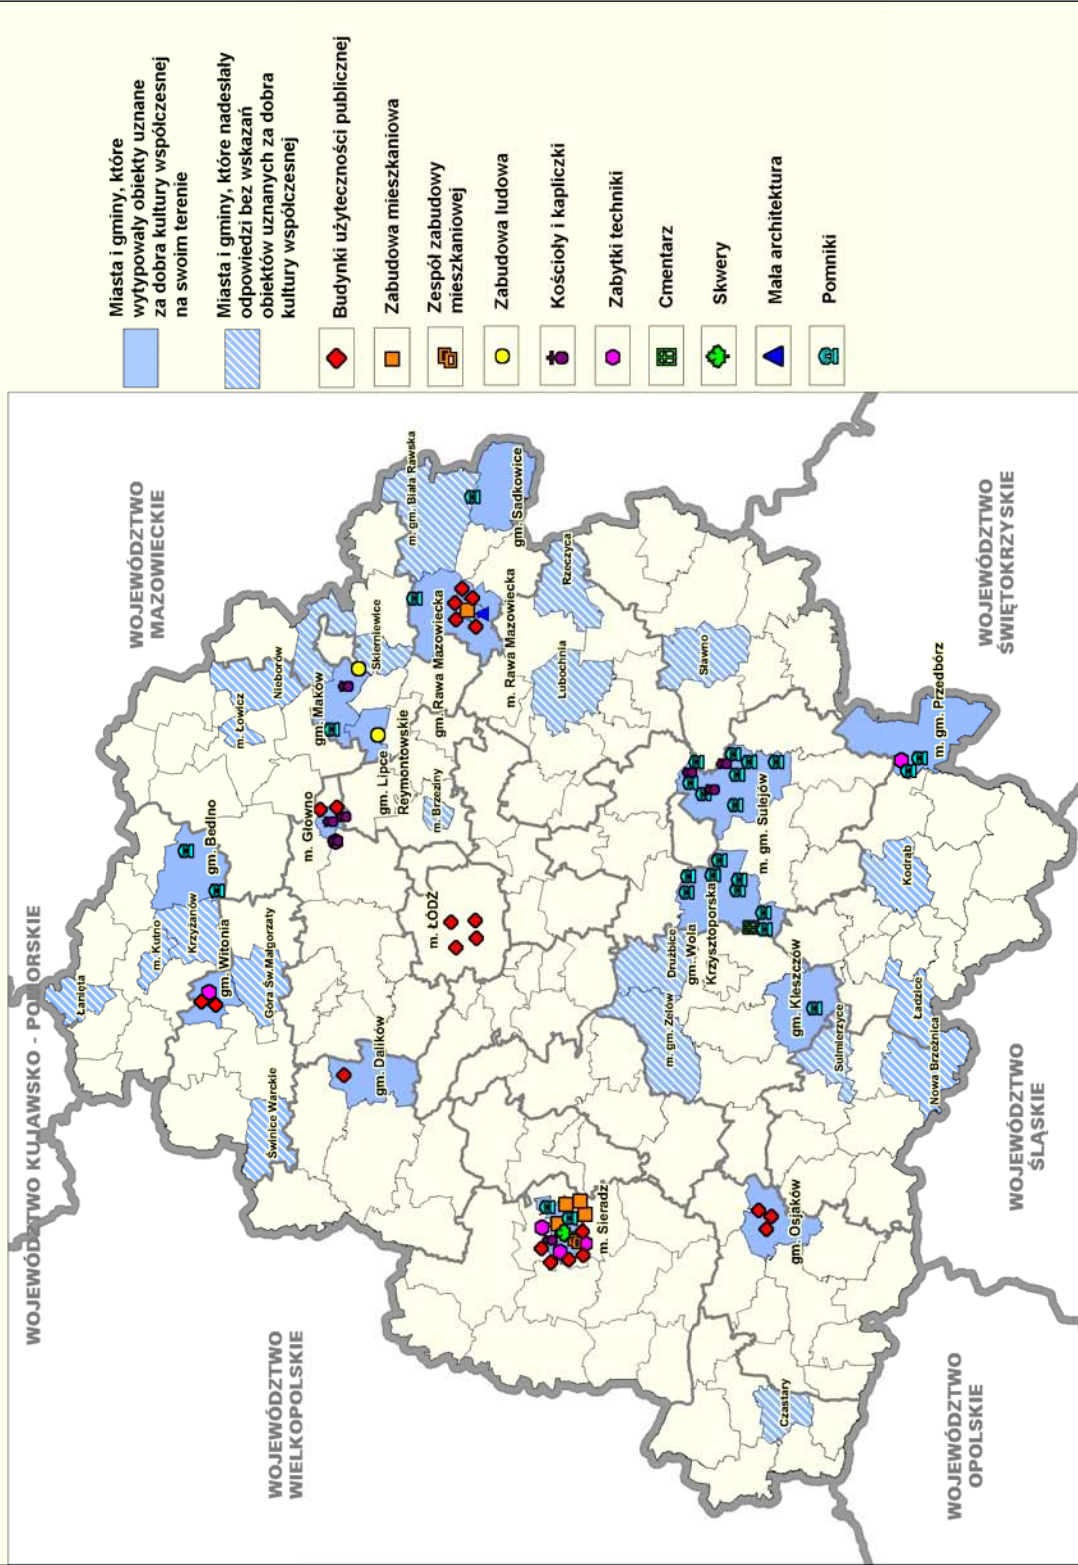 WOJEWÓDZTWO KUJAWSKO - POMORSKIE
WOJEWÓDZTWO
MAZOWIECKIE
WOJEWÓDZTWO
WIELKOPOLSKIE
WOJEWÓDZTWO
OPOLSKIE
WOJEWÓDZTWO
ŚLĄSKIE
WOJEWÓDZTWO
ŚWIĘTOKRZYSKIE
Łanięta
m. Kutno
Krzyżanów
gm. Bedlno
gm. Witonia
Góra Św.Małgorzaty
Świnice Warckie
gm. Dalików
m. Łowicz
Nieborów
gm. Maków
Skierniewice
m. Głowno
gm. Lipce
Reymontowskie
m. Brzeziny
m. ŁÓDŹ
m. gm. Biała Rawska
gm. Sadkowice
gm. Rawa Mazowiecka
m. Rawa Mazowiecka
Rzeczyca
Lubochnia
Sławno
m. Sieradz
Drużbice
m. gm. Zelów
gm. Wola
Krzysztoporska
m. gm. Sulejów
gm. Kleszczów
Sulmierzyce
Ładzice
Nowa Brzeźnica
Kodrąb
m. gm. Przedbórz
gm. Osjaków
Czastary
Miasta i gminy, które
wytypowały obiekty uznane
za dobra kultury współczesnej
na swoim terenie
Miasta i gminy, które nadesłały
odpowiedzi bez wskazań
obiektów uznanych za dobra
kultury współczesnej
Budynki użyteczności publicznej
Zabudowa mieszkaniowa
Zespół zabudowy
mieszkaniowej
Zabudowa ludowa
Kościoły i kapliczki
Zabytki techniki
Cmentarz
Skwery
Mała architektura
Pomniki